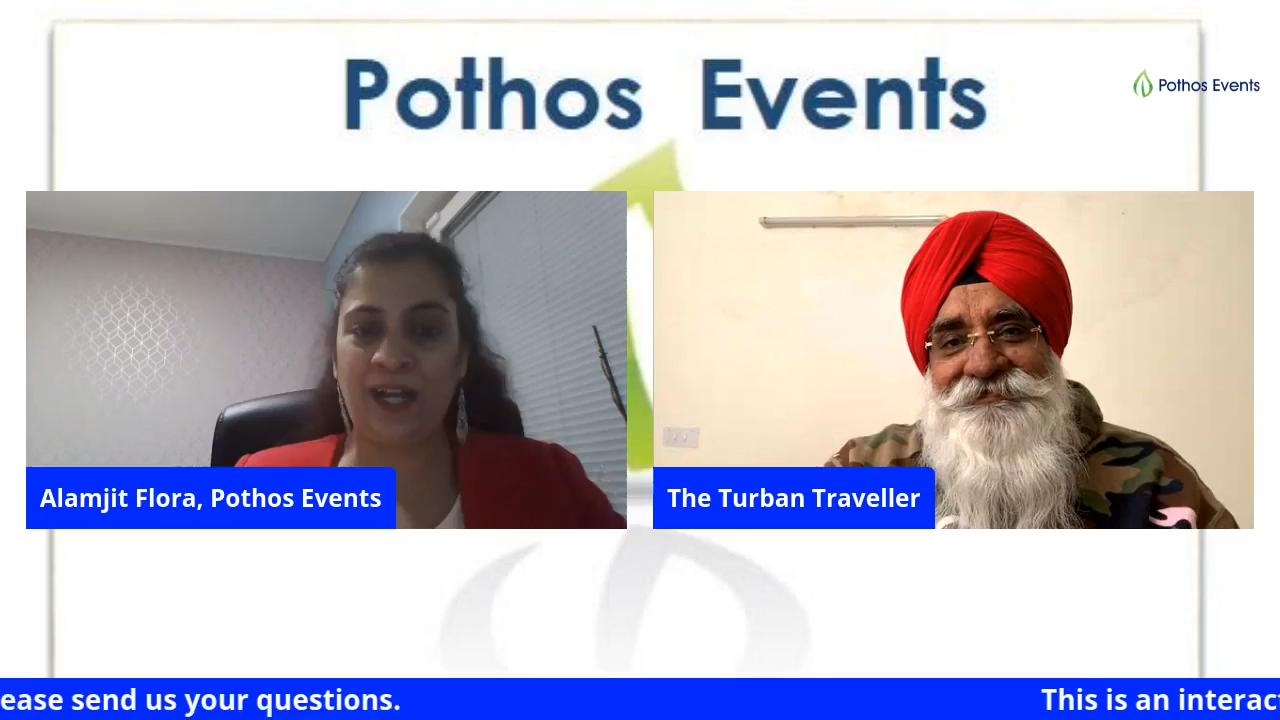 Pothos Events
Pothos Events
Alamjit Flora, Pothos Events
The Turban Traveller
ease send us your questions.
This is an interac